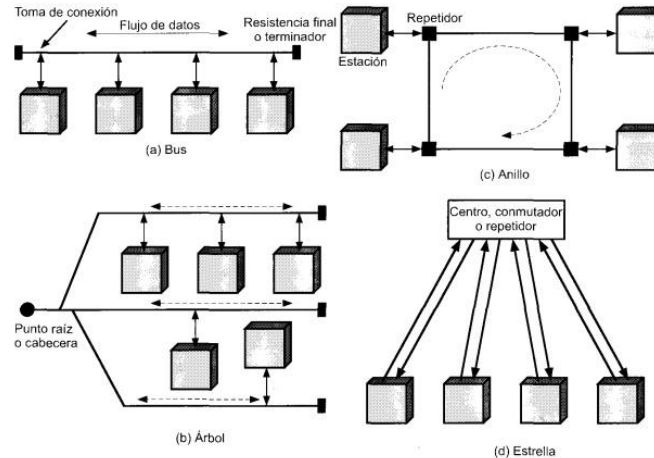 Toma de conexión
Flujo de datos
Resistencia final
o terminador
(a) Bus
Repetidor
Estación
(c) Anillo
Punto raíz
o cabecera
(b) Árbol
Centro, conmutador
o repetidor
(d) Estrella